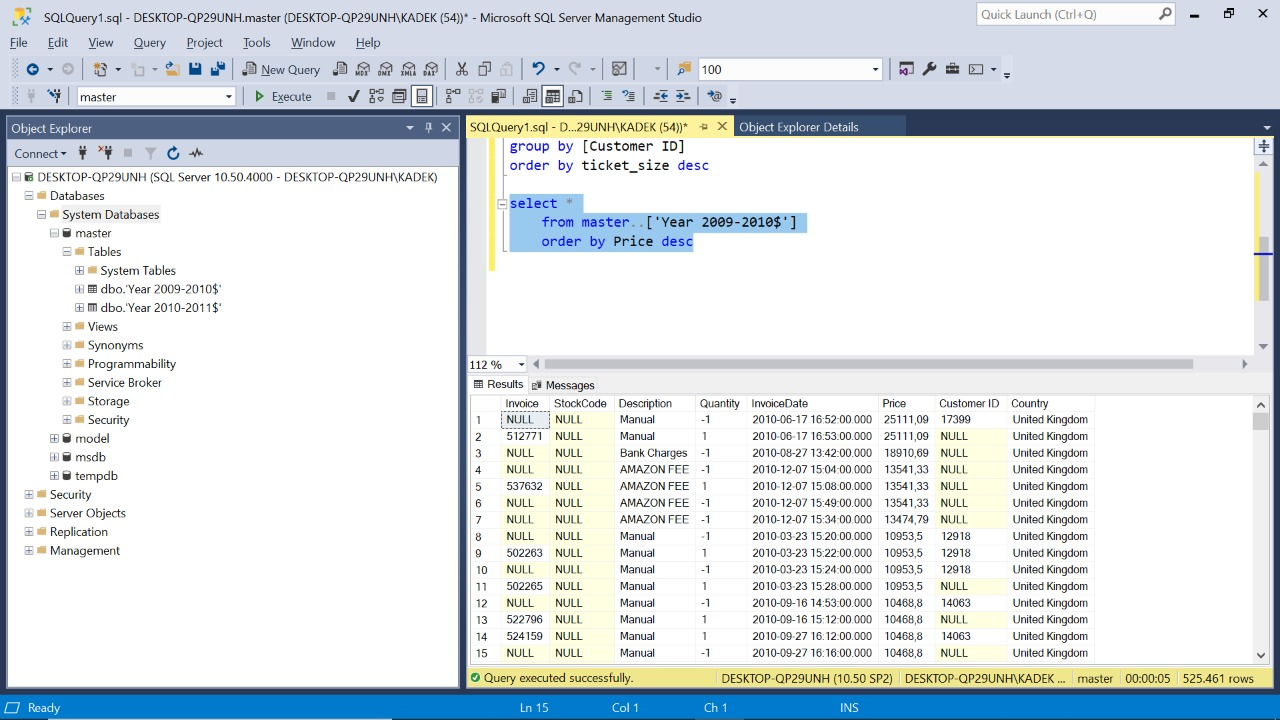 SQLQuery1.sql - DESKTOP-QP29UNH.master (DESKTOP-QP29UNH\KADEK (54))* - Microsoft SQL Server Management Studio
Quick Launch (Ctrl+Q)
File Edit View Query Project Tools Window Help
New Query MDX DMX XMLA DAX 100
master Execute
Object Explorer
Connect
DESKTOP-QP29UNH (SQL Server 10.50.4000 - DESKTOP-QP29UNH\KADEK)
Databases
System Databases
master
Tables
System Tables
dbo.'Year 2009-2010$'
dbo.'Year 2010-2011$'
Views
Synonyms
Programmability
Service Broker
Storage
Security
model
msdb
tempdb
Security
Server Objects
Replication
Management
SQLQuery1.sql - D...29UNH\KADEK (54))* Object Explorer Details
group by [Customer ID]
order by ticket_size desc
select *
from master..['Year 2009-2010$']
order by Price desc
112 %
Results Messages
Invoice StockCode Description Quantity InvoiceDate Price Customer ID Country
1 NULL NULL Manual -1 2010-06-17 16:52:00.000 25111,09 17399 United Kingdom
2 512771 NULL Manual 1 2010-06-17 16:53:00.000 25111,09 NULL United Kingdom
3 NULL NULL Bank Charges -1 2010-08-27 13:42:00.000 18910,69 NULL United Kingdom
4 NULL NULL AMAZON FEE -1 2010-12-07 15:04:00.000 13541,33 NULL United Kingdom
5 537632 NULL AMAZON FEE 1 2010-12-07 15:08:00.000 13541,33 NULL United Kingdom
6 NULL NULL AMAZON FEE -1 2010-12-07 15:49:00.000 13541,33 NULL United Kingdom
7 NULL NULL AMAZON FEE -1 2010-12-07 15:34:00.000 13474,79 NULL United Kingdom
8 NULL NULL Manual -1 2010-03-23 15:20:00.000 10953,5 12918 United Kingdom
9 502263 NULL Manual 1 2010-03-23 15:22:00.000 10953,5 12918 United Kingdom
10 NULL NULL Manual -1 2010-03-23 15:24:00.000 10953,5 12918 United Kingdom
11 502265 NULL Manual 1 2010-03-23 15:28:00.000 10953,5 NULL United Kingdom
12 NULL NULL Manual -1 2010-09-16 14:53:00.000 10468,8 14063 United Kingdom
13 522796 NULL Manual 1 2010-09-16 15:12:00.000 10468,8 NULL United Kingdom
14 524159 NULL Manual 1 2010-09-27 16:12:00.000 10468,8 14063 United Kingdom
15 NULL NULL Manual -1 2010-09-27 16:16:00.000 10468,8 NULL United Kingdom
Query executed successfully. DESKTOP-QP29UNH (10.50 SP2) DESKTOP-QP29UNH\KADEK ... master 00:00:05 525.461 rows
Ready Ln 15 Col 1 Ch 1 INS